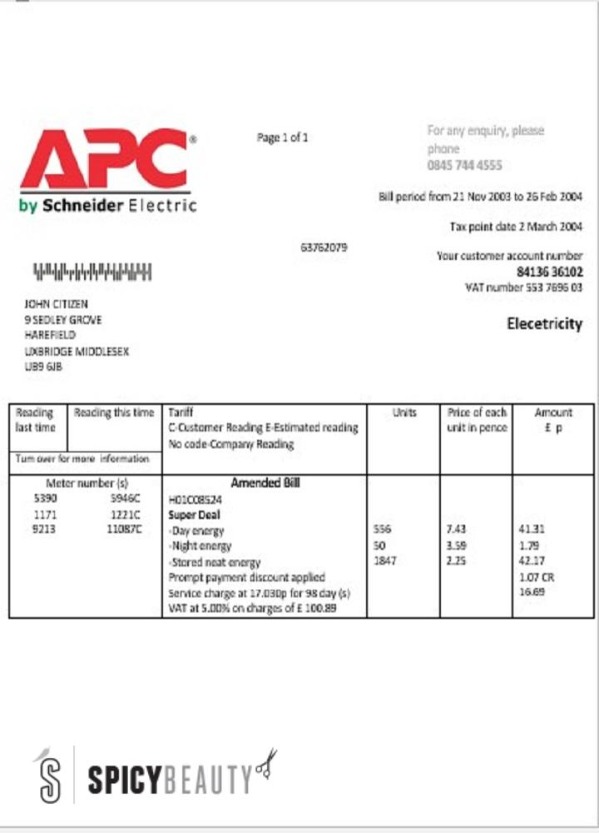 APC®
by Schneider Electric
Page 1 of 1
For any enquiry, please
phone
0845 744 4555
Bill period from 21 Nov 2003 to 26 Feb 2004
Tax point date 2 March 2004
63762079
Your customer account number
84136 36102
VAT number 553 7696 03
Elecetricity
JOHN CITIZEN
9 SEDLEY GROVE
HAREFIELD
UXBRIDGE MIDDLESEX
UB9 6JB
Reading last time Reading this time Tariff Units Price of each unit in pence Amount £ p
C-Customer Reading E-Estimated reading
No code-Company Reading
Turn over for more information
Meter number (s) Amended Bill
5390 5946C H01C08524
1171 1221C Super Deal
9213 11087C -Day energy 556 7.43 41.31
-Night energy 50 3.59 1.79
-Stored neat energy 1847 2.25 42.17
Prompt payment discount applied 1.07 CR
Service charge at 17.030p for 98 day (s) 16.69
VAT at 5.00% on charges of £ 100.89
S SPICYBEAUTY